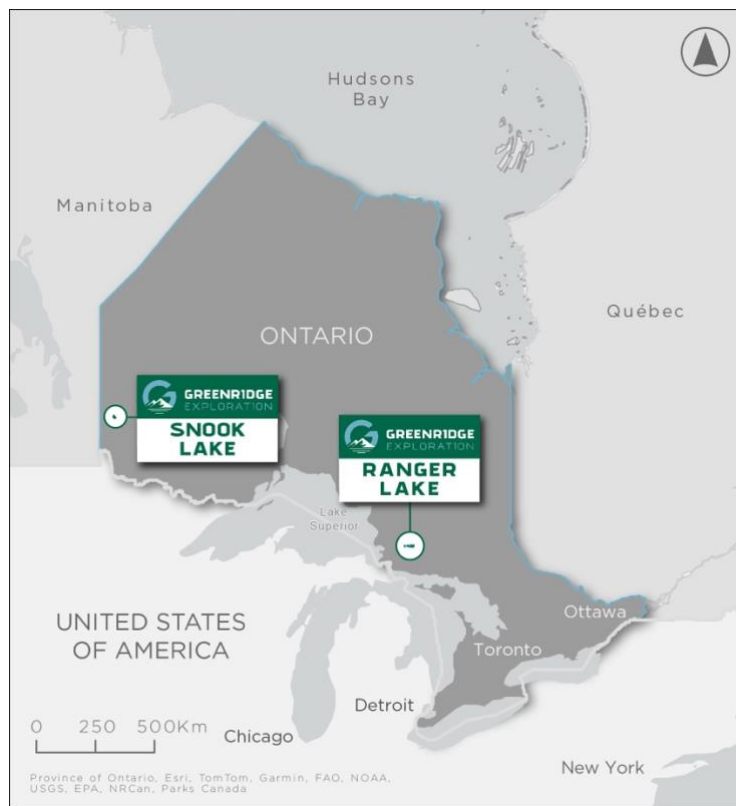 Hudsons
Bay
Manitoba
Québec
ONTARIO
GREENRIDGE
EXPLORATION
SNOOK
LAKE
GREENRIDGE
EXPLORATION
RANGER
LAKE
Lake
Superior
UNITED STATES
OF AMERICA
Ottawa
Toronto
Detroit
0 250 500Km
Chicago
New York
Province of Ontario, Esri, TomTom, Garmin, FAO, NOAA,
USGS, EPA, NRCan, Parks Canada